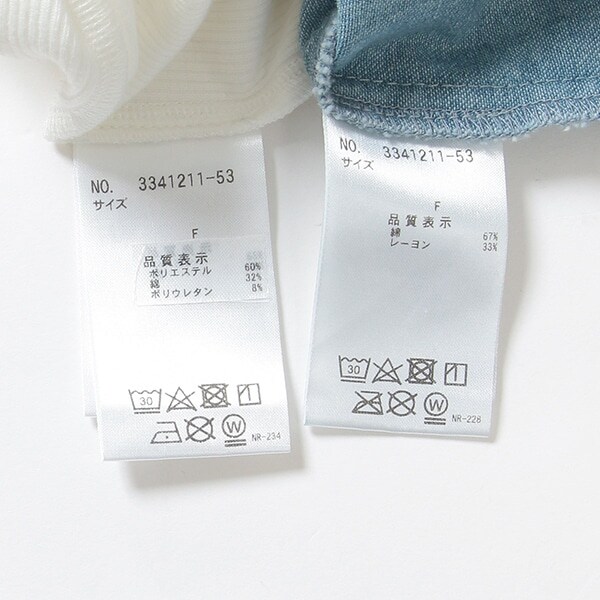 NO. 3341211-53
サイズ
F
品質表示
ポリエステル 60%
綿 32%
ポリウレタン 8%
30
W
NR-234
NO. 3341211-53
サイズ
F
品質表示
綿 67%
レーヨン 33%
30
W
NR-228